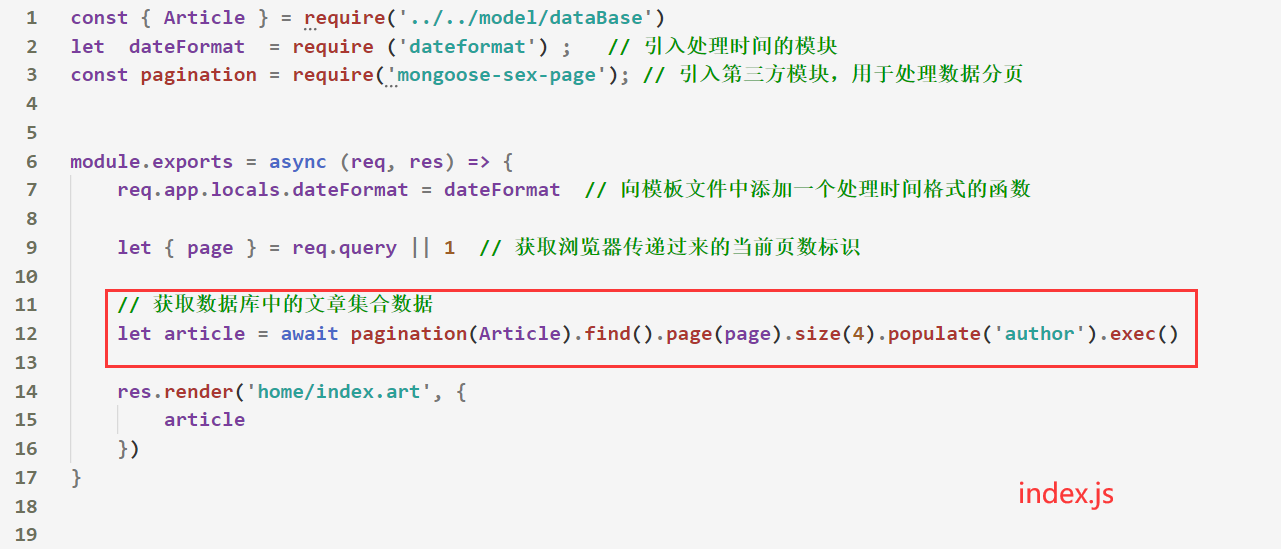 1 const { Article } = require('../../model/dataBase')
2 let  dateFormat  = require ('dateformat') ;   // 引入处理时间的模块
3 const pagination = require('mongoose-sex-page'); // 引入第三方模块，用于处理数据分页
4
5
6 module.exports = async (req, res) => {
7     req.app.locals.dateFormat = dateFormat  // 向模板文件中添加一个处理时间格式的函数
8
9     let { page } = req.query || 1  // 获取浏览器传递过来的当前页数标识
10
11     // 获取数据库中的文章集合数据
12     let article = await pagination(Article).find().page(page).size(4).populate('author').exec()
13
14     res.render('home/index.art', {
15         article
16     })
17 }
18
index.js
19